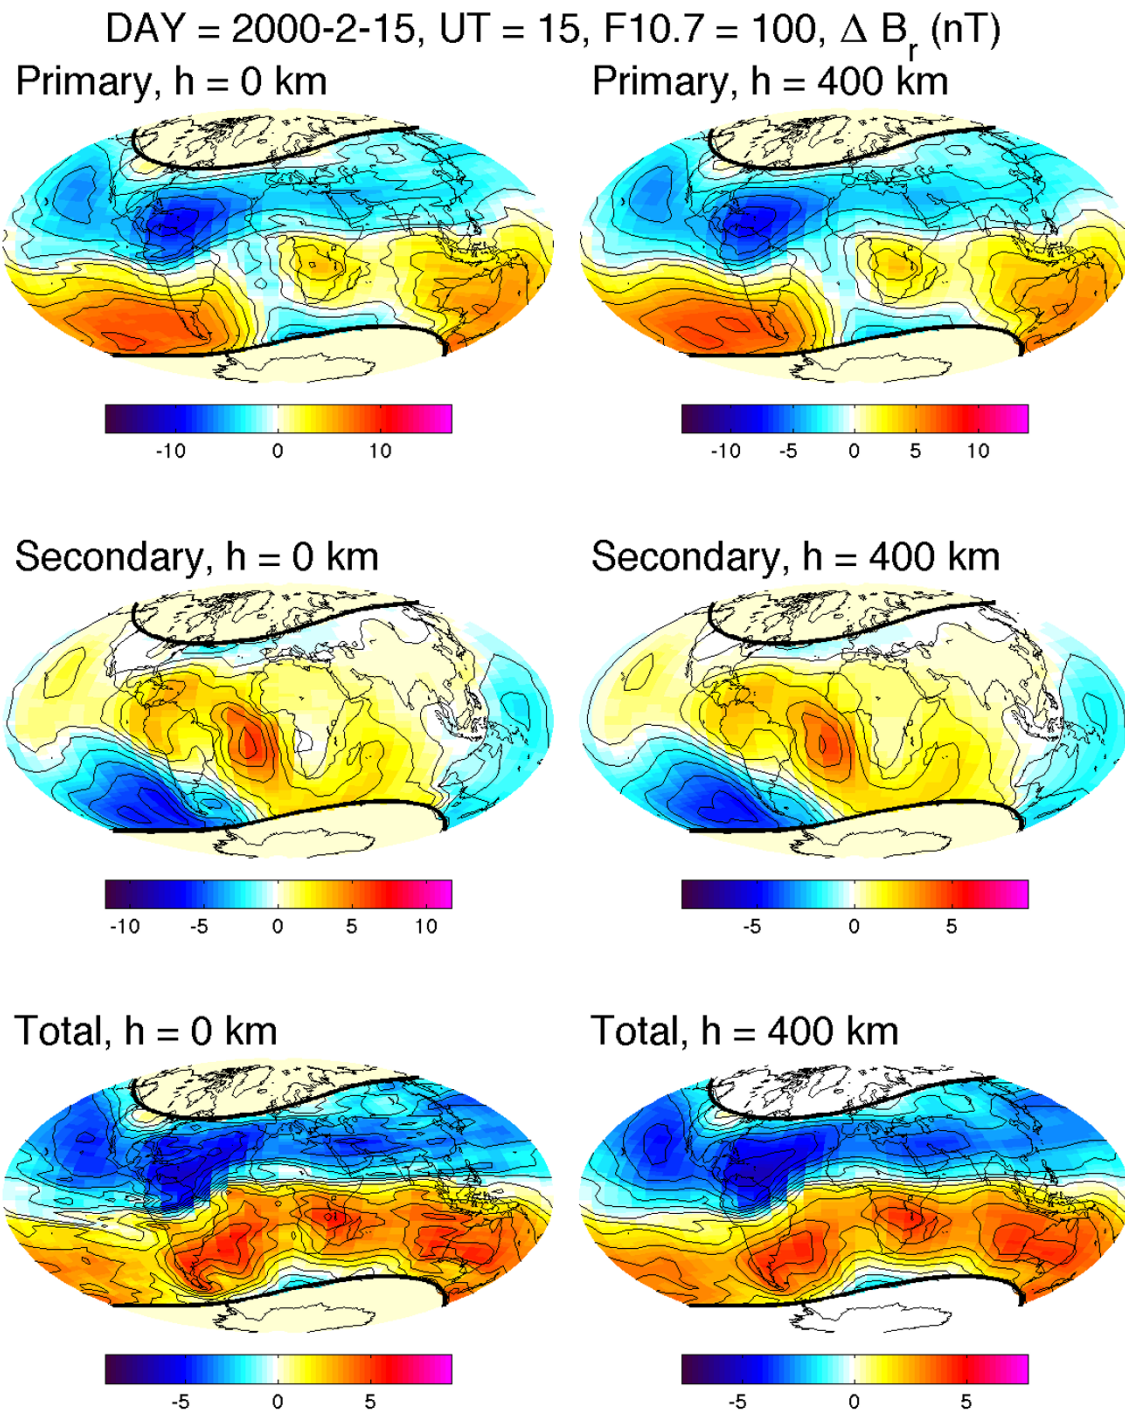 DAY = 2000-2-15, UT = 15, F10.7 = 100, Δ B_r (nT)
Primary, h = 0 km
Primary, h = 400 km
-10 0 10
-10 -5 0 5 10
Secondary, h = 0 km
Secondary, h = 400 km
-10 -5 0 5 10
-5 0 5
Total, h = 0 km
Total, h = 400 km
-5 0 5
-5 0 5